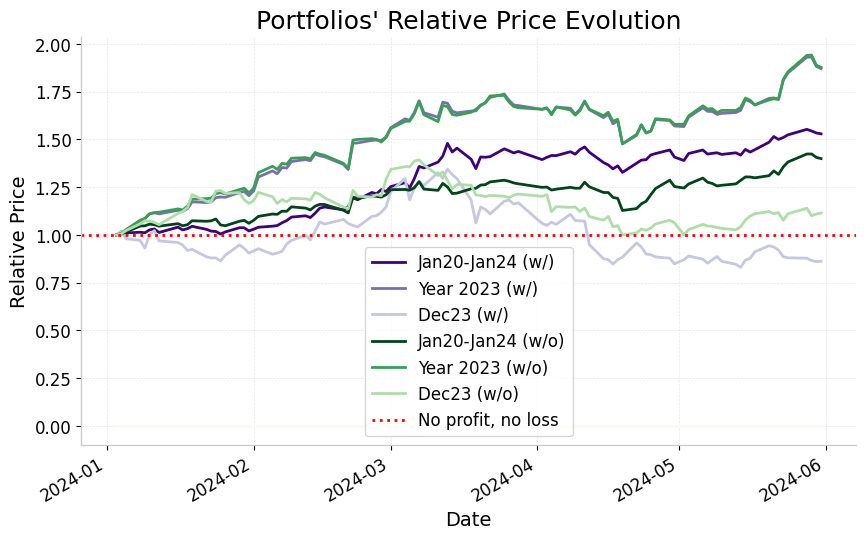 Portfolios' Relative Price Evolution
Relative Price
2.00
1.75
1.50
1.25
1.00
0.75
0.50
0.25
0.00
Jan20-Jan24 (w/)
Year 2023 (w/)
Dec23 (w/)
Jan20-Jan24 (w/o)
Year 2023 (w/o)
Dec23 (w/o)
No profit, no loss
2024-01
2024-02
2024-03
2024-04
2024-05
2024-06
Date